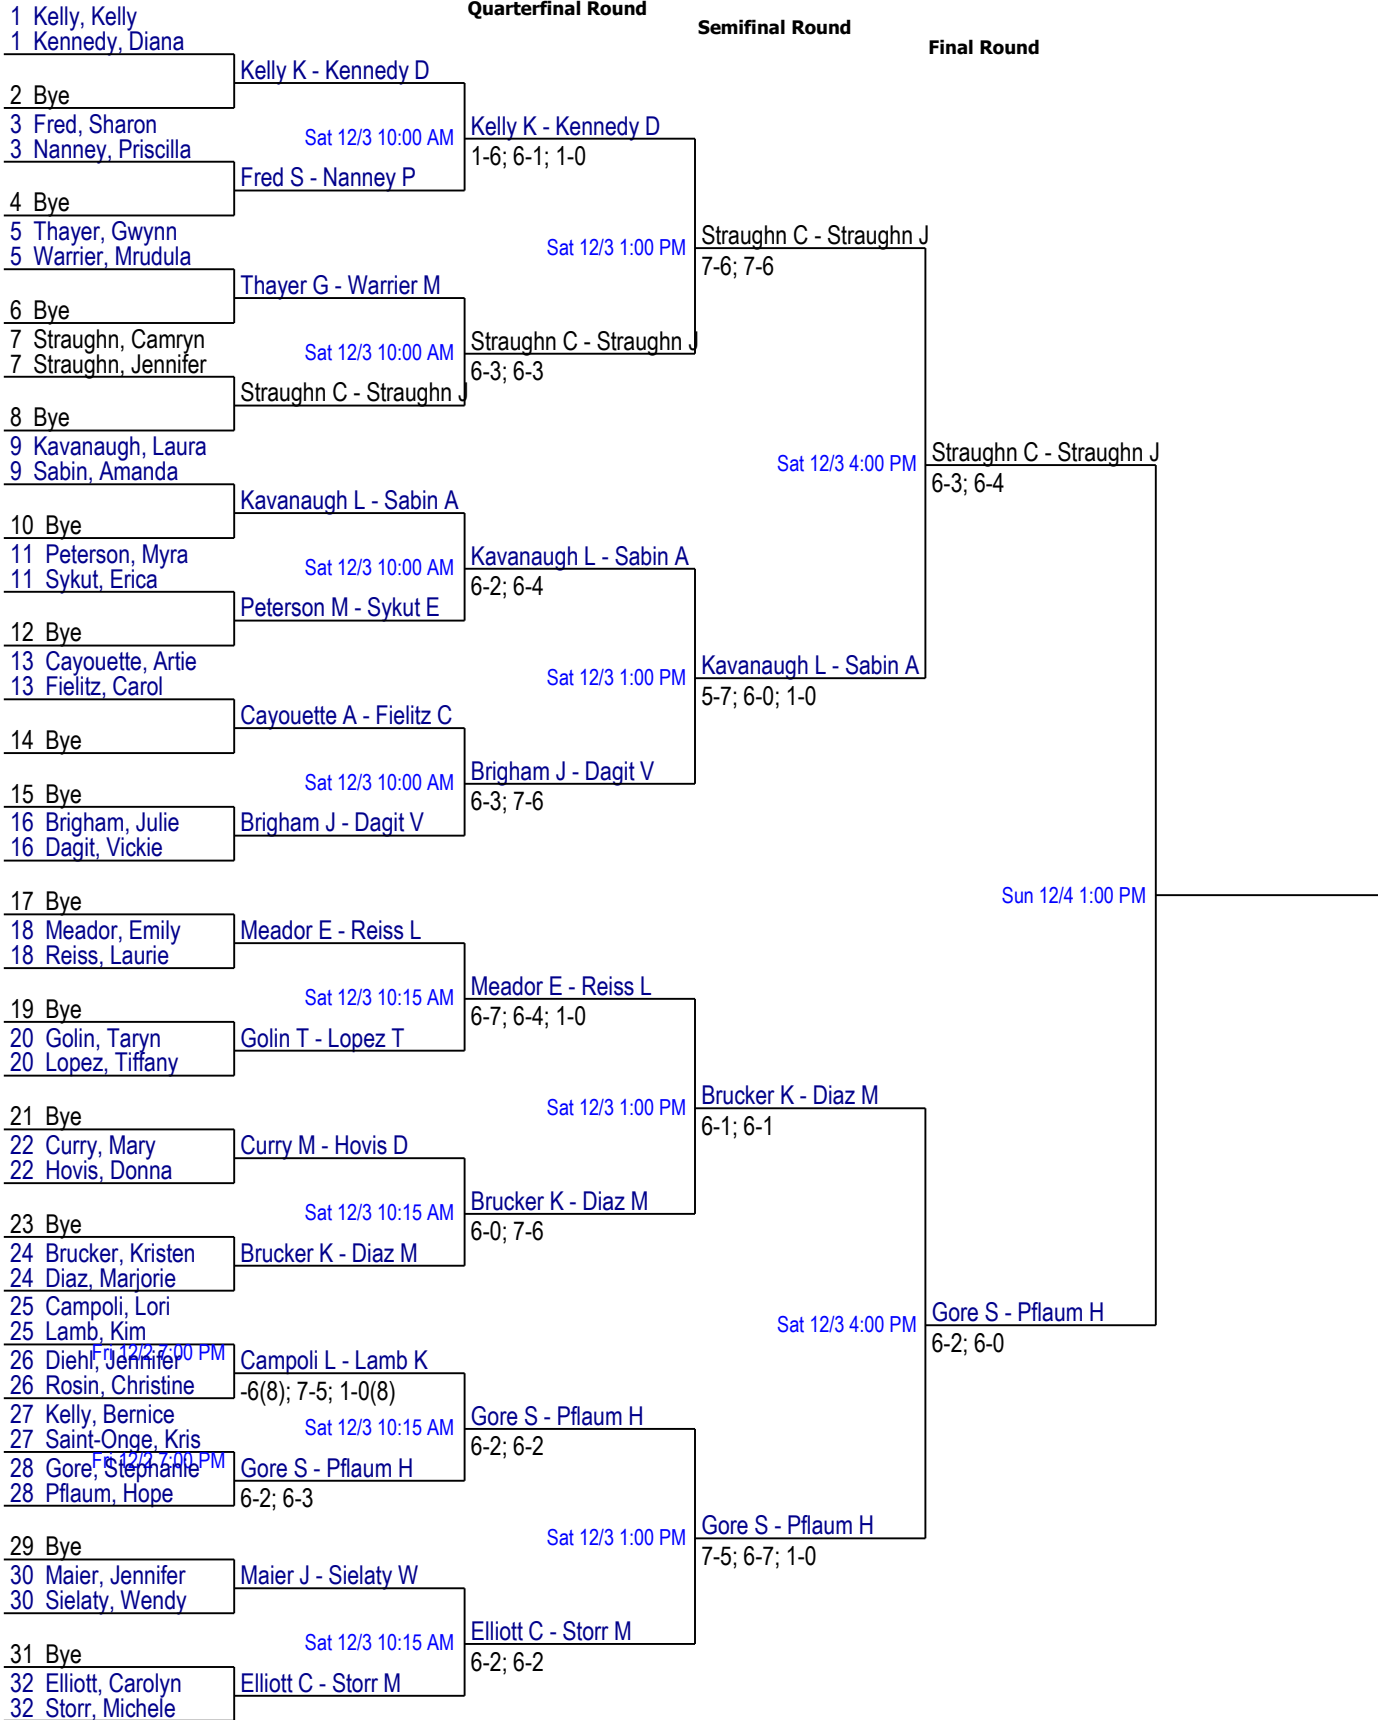 Quarterfinal Round
Semifinal Round
Final Round
1 Kelly, Kelly
1 Kennedy, Diana
Kelly K - Kennedy D
2 Bye
3 Fred, Sharon
3 Nanney, Priscilla
Sat 12/3 10:00 AM
Kelly K - Kennedy D
1-6; 6-1; 1-0
Fred S - Nanney P
4 Bye
5 Thayer, Gwynn
5 Warrier, Mrudula
Sat 12/3 1:00 PM
Straughn C - Straughn J
7-6; 7-6
Thayer G - Warrier M
6 Bye
7 Straughn, Camryn
7 Straughn, Jennifer
Sat 12/3 10:00 AM
Straughn C - Straughn J
6-3; 6-3
Straughn C - Straughn J
8 Bye
9 Kavanaugh, Laura
9 Sabin, Amanda
Sat 12/3 4:00 PM
Straughn C - Straughn J
6-3; 6-4
Kavanaugh L - Sabin A
10 Bye
11 Peterson, Myra
11 Sykut, Erica
Sat 12/3 10:00 AM
Kavanaugh L - Sabin A
6-2; 6-4
Peterson M - Sykut E
12 Bye
13 Cayouette, Artie
13 Fielitz, Carol
Sat 12/3 1:00 PM
Kavanaugh L - Sabin A
5-7; 6-0; 1-0
Cayouette A - Fielitz C
14 Bye
Sat 12/3 10:00 AM
Brigham J - Dagit V
6-3; 7-6
15 Bye
16 Brigham, Julie
16 Dagit, Vickie
Brigham J - Dagit V
Sun 12/4 1:00 PM
17 Bye
18 Meador, Emily
18 Reiss, Laurie
Meador E - Reiss L
Sat 12/3 10:15 AM
Meador E - Reiss L
6-7; 6-4; 1-0
19 Bye
20 Golin, Taryn
20 Lopez, Tiffany
Golin T - Lopez T
Sat 12/3 1:00 PM
Brucker K - Diaz M
6-1; 6-1
21 Bye
22 Curry, Mary
22 Hovis, Donna
Curry M - Hovis D
Sat 12/3 10:15 AM
Brucker K - Diaz M
6-0; 7-6
23 Bye
24 Brucker, Kristen
24 Diaz, Marjorie
Brucker K - Diaz M
25 Campoli, Lori
25 Lamb, Kim
Sat 12/3 4:00 PM
Gore S - Pflaum H
6-2; 6-0
Fri 12/2 7:00 PM
26 Diehl, Jennifer
26 Rosin, Christine
Campoli L - Lamb K
-6(8); 7-5; 1-0(8)
27 Kelly, Bernice
27 Saint-Onge, Kris
Sat 12/3 10:15 AM
Gore S - Pflaum H
6-2; 6-2
Fri 12/2 7:00 PM
28 Gore, Stephanie
28 Pflaum, Hope
Gore S - Pflaum H
6-2; 6-3
Sat 12/3 1:00 PM
Gore S - Pflaum H
7-5; 6-7; 1-0
29 Bye
30 Maier, Jennifer
30 Sielaty, Wendy
Maier J - Sielaty W
Sat 12/3 10:15 AM
Elliott C - Storr M
6-2; 6-2
31 Bye
32 Elliott, Carolyn
32 Storr, Michele
Elliott C - Storr M